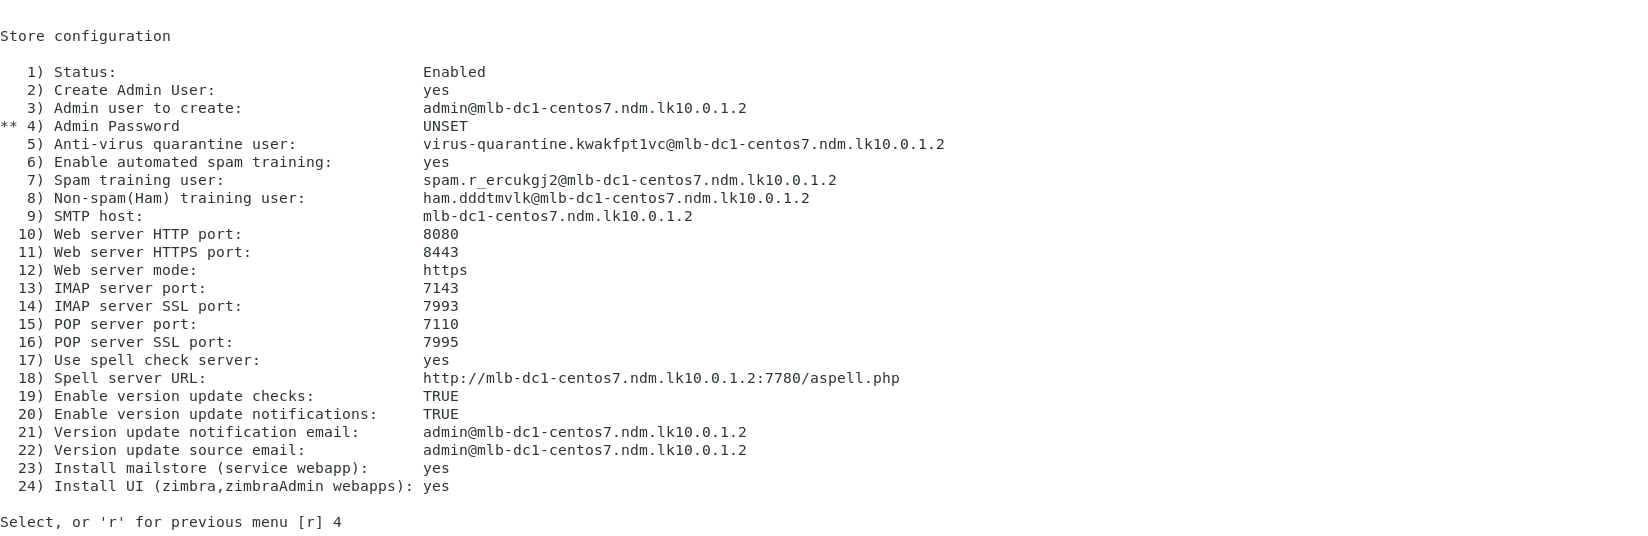 Store configuration
   1) Status:                                  Enabled
   2) Create Admin User:                       yes
   3) Admin user to create:                    admin@mlb-dc1-centos7.ndm.lk10.0.1.2
** 4) Admin Password                           UNSET
   5) Anti-virus quarantine user:              virus-quarantine.kwakfpt1vc@mlb-dc1-centos7.ndm.lk10.0.1.2
   6) Enable automated spam training:          yes
   7) Spam training user:                      spam.r_ercukgj2@mlb-dc1-centos7.ndm.lk10.0.1.2
   8) Non-spam(Ham) training user:             ham.dddtmvlk@mlb-dc1-centos7.ndm.lk10.0.1.2
   9) SMTP host:                               mlb-dc1-centos7.ndm.lk10.0.1.2
  10) Web server HTTP port:                    8080
  11) Web server HTTPS port:                   8443
  12) Web server mode:                         https
  13) IMAP server port:                        7143
  14) IMAP server SSL port:                    7993
  15) POP server port:                         7110
  16) POP server SSL port:                     7995
  17) Use spell check server:                  yes
  18) Spell server URL:                        http://mlb-dc1-centos7.ndm.lk10.0.1.2:7780/aspell.php
  19) Enable version update checks:            TRUE
  20) Enable version update notifications:     TRUE
  21) Version update notification email:       admin@mlb-dc1-centos7.ndm.lk10.0.1.2
  22) Version update source email:             admin@mlb-dc1-centos7.ndm.lk10.0.1.2
  23) Install mailstore (service webapp):      yes
  24) Install UI (zimbra,zimbraAdmin webapps): yes
Select, or 'r' for previous menu [r] 4